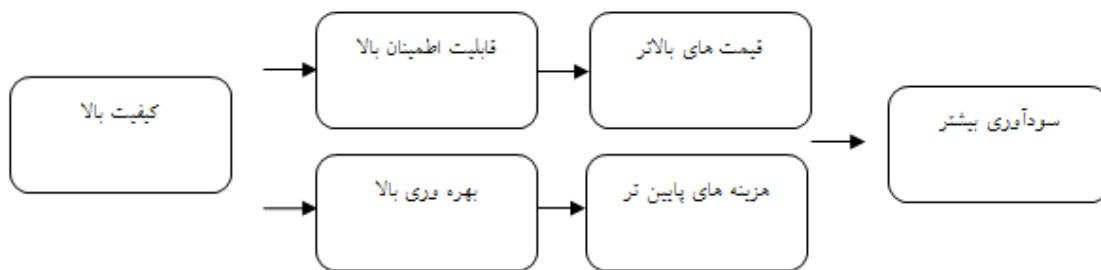 کیفیت بالا
قابلیت اطمینان بالا
قیمت های بالاتر
بهره وری بالا
هزینه های پایین تر
سودآوری بیشتر